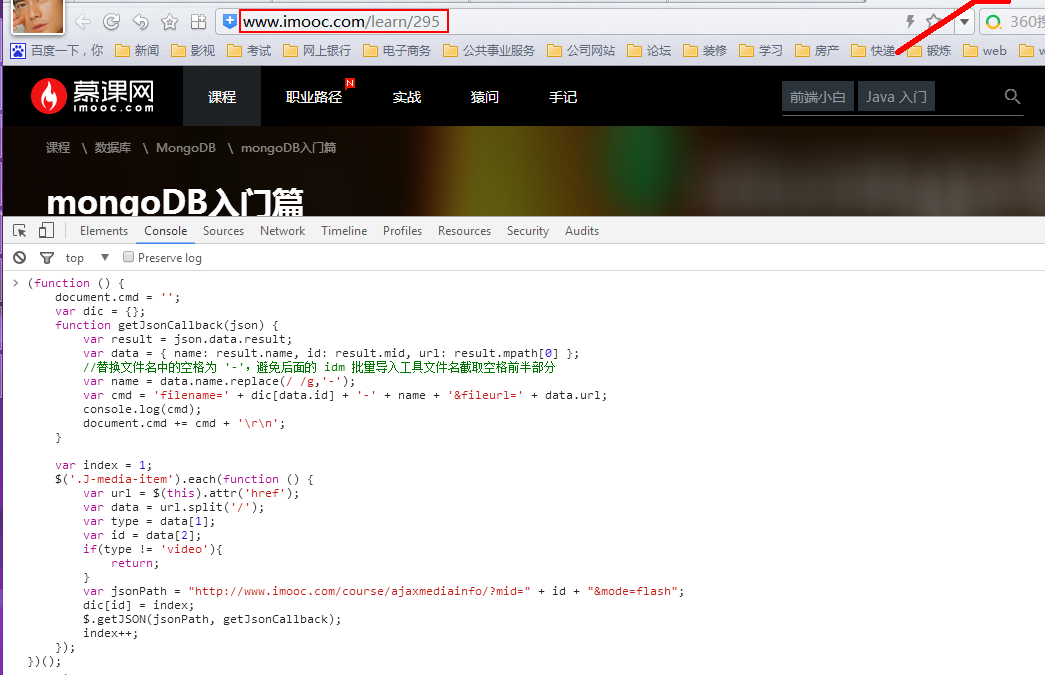 www.imooc.com/learn/295
360搜
百度一下，你 新闻 影视 考试 网上银行 电子商务 公共事业服务 公司网站 论坛 装修 学习 房产 快递 锻炼 web
慕课网
imooc.com
课程 职业路径 N 实战 猿问 手记 前端小白 Java 入门
课程 \ 数据库 \ MongoDB \ mongoDB入门篇
mongoDB入门篇
Elements Console Sources Network Timeline Profiles Resources Security Audits
top ▼ Preserve log
> (function () {
    document.cmd = '';
    var dic = {};
    function getJsonCallback(json) {
        var result = json.data.result;
        var data = { name: result.name, id: result.mid, url: result.mpath[0] };
        //替换文件名中的空格为 '-'，避免后面的 idm 批量导入工具文件名截取空格前半部分
        var name = data.name.replace(/ /g,'-');
        var cmd = 'filename=' + dic[data.id] + '-' + name + '&fileurl=' + data.url;
        console.log(cmd);
        document.cmd += cmd + '\r\n';
    }
    var index = 1;
    $('.J-media-item').each(function () {
        var url = $(this).attr('href');
        var data = url.split('/');
        var type = data[1];
        var id = data[2];
        if(type != 'video'){
            return;
        }
        var jsonPath = "http://www.imooc.com/course/ajaxmediainfo/?mid=" + id + "&mode=flash";
        dic[id] = index;
        $.getJSON(jsonPath, getJsonCallback);
        index++;
    });
})();